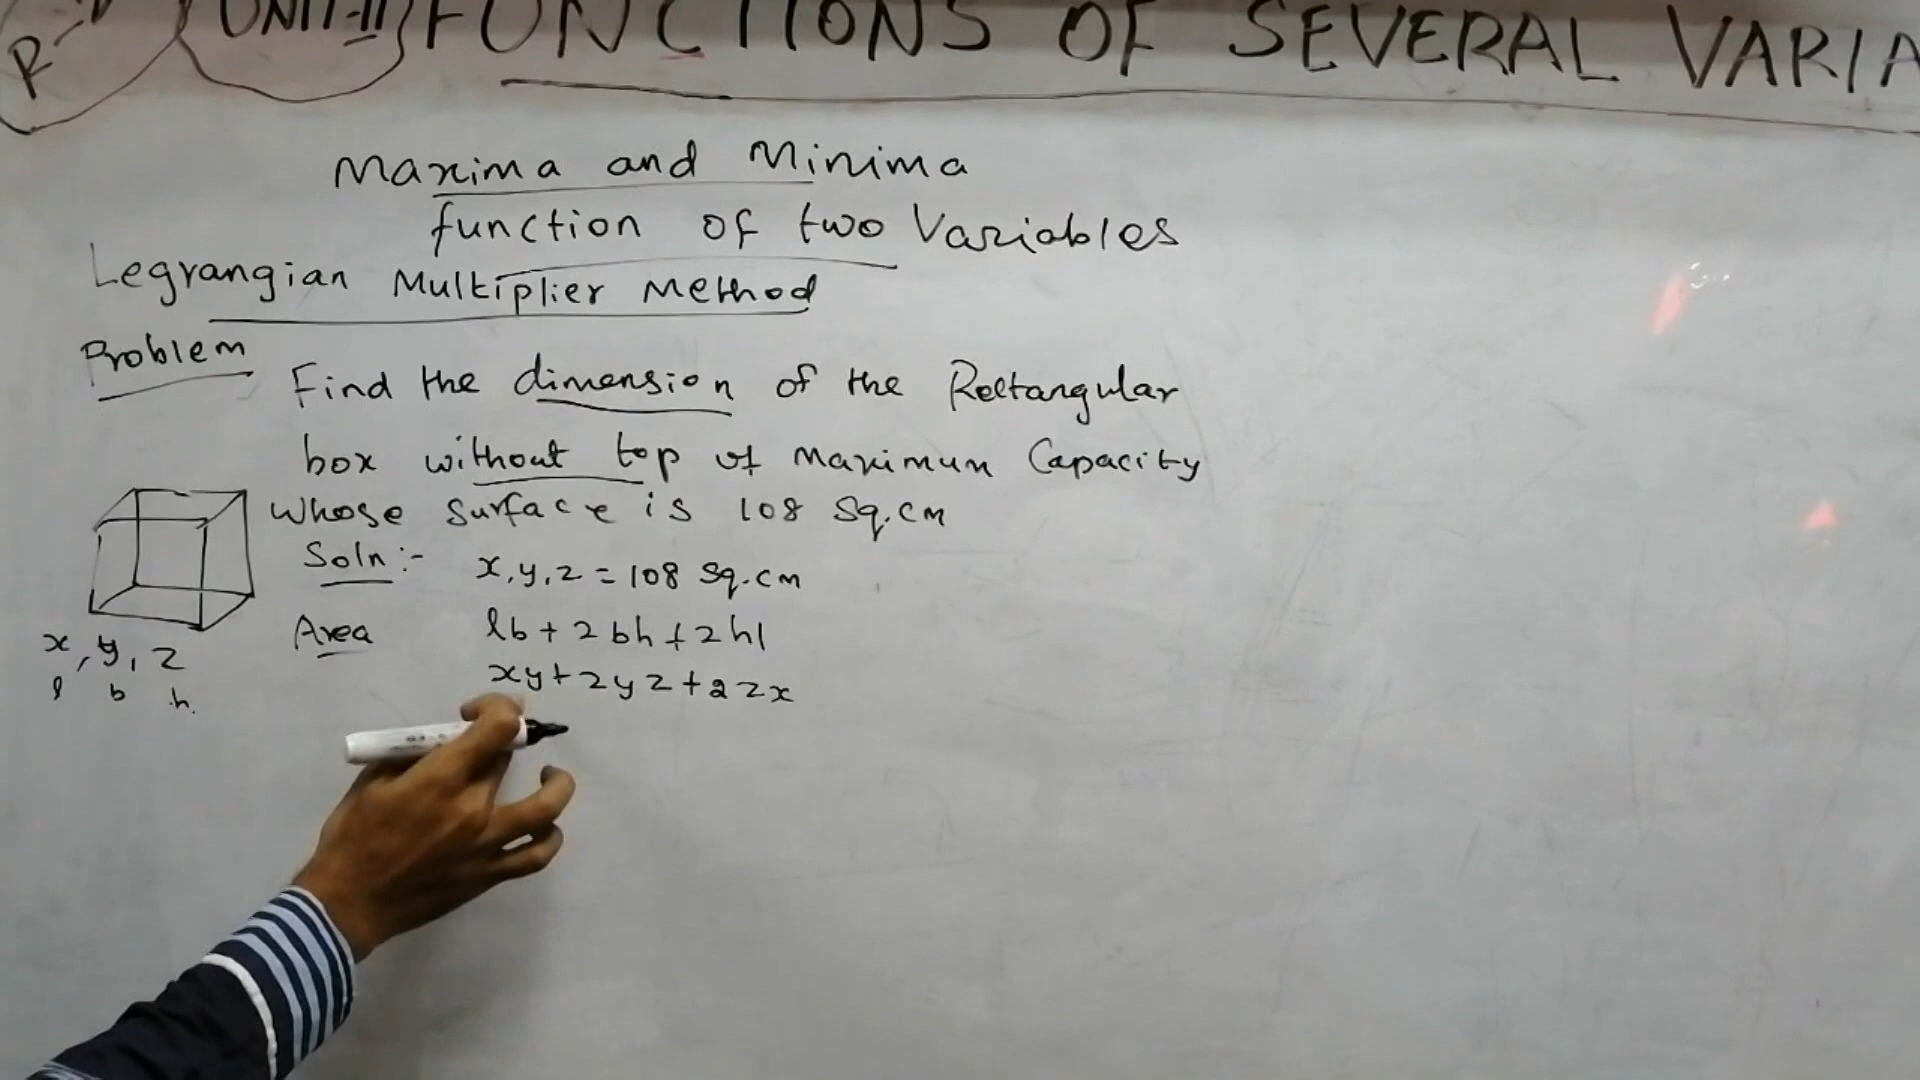 UNIT-II FUNCTIONS OF SEVERAL VARIA
Maxima and Minima
function of two Variables
Legrangian Multiplier Method
Problem
Find the dimension of the Rectangular
box without top of Maximum Capacity
Whose surface is 108 Sq.cm
Soln :- x,y,z = 108 Sq.cm
Area lb + 2bh + 2hl
xy + 2yz + 2zx
x, y, z
l b h.